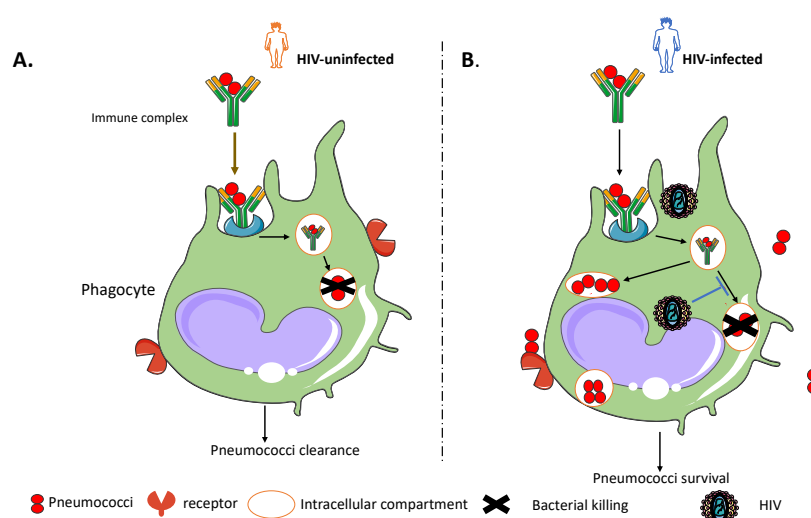 A.
HIV-uninfected
B.
HIV-infected
Immune complex
Phagocyte
Pneumococci clearance
Pneumococci survival
Pneumococci
receptor
Intracellular compartment
Bacterial killing
HIV